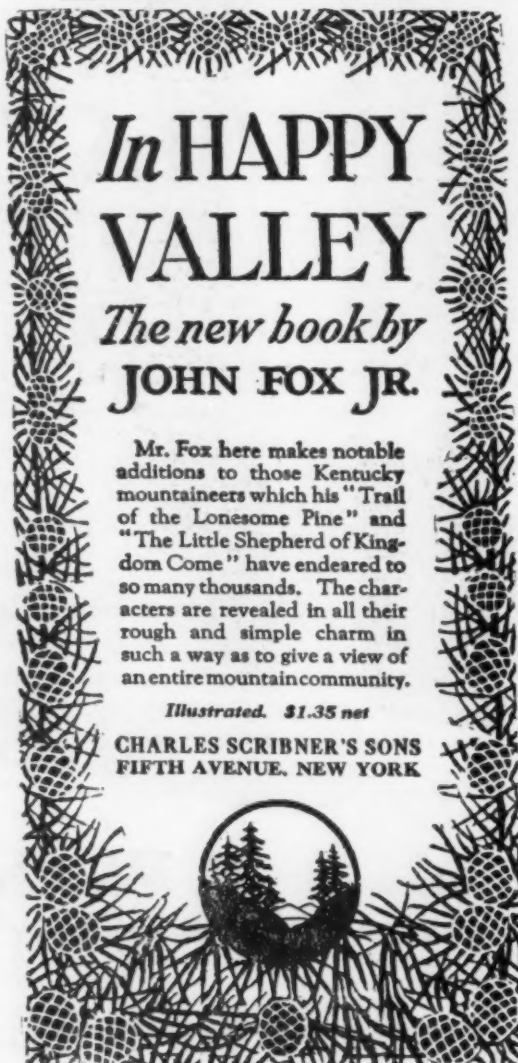 In HAPPY
VALLEY
The new book by
JOHN FOX JR.
Mr. Fox here makes notable
additions to those Kentucky
mountaineers which his "Trail
of the Lonesome Pine" and
"The Little Shepherd of King-
dom Come" have endeared to
so many thousands. The char-
acters are revealed in all their
rough and simple charm in
such a way as to give a view of
an entire mountain community.
Illustrated. $1.35 net
CHARLES SCRIBNER'S SONS
FIFTH AVENUE, NEW YORK